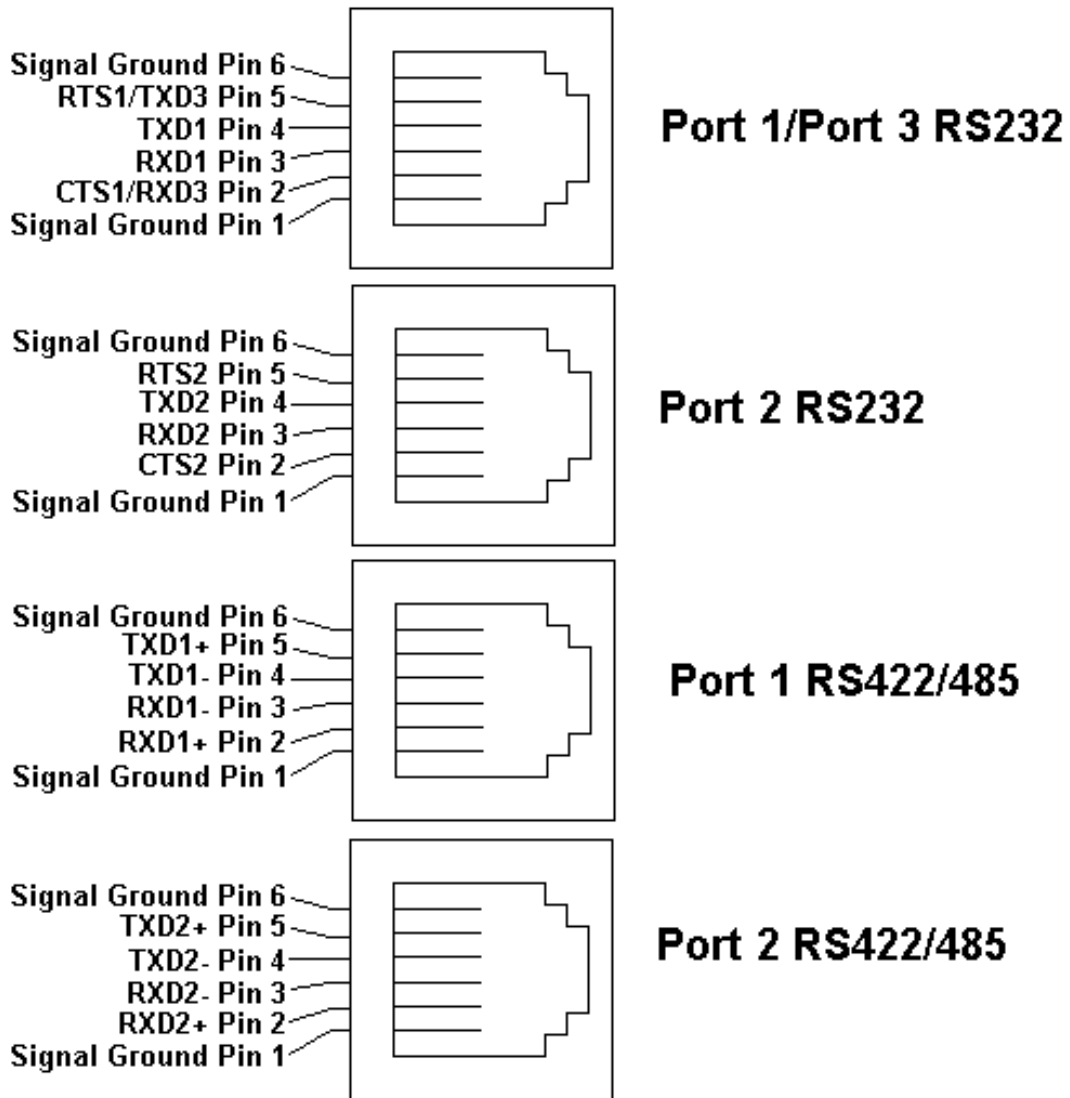 Signal Ground Pin 6
RTS1/TXD3 Pin 5
TXD1 Pin 4
RXD1 Pin 3
CTS1/RXD3 Pin 2
Signal Ground Pin 1
Port 1/Port 3 RS232
Signal Ground Pin 6
RTS2 Pin 5
TXD2 Pin 4
RXD2 Pin 3
CTS2 Pin 2
Signal Ground Pin 1
Port 2 RS232
Signal Ground Pin 6
TXD1+ Pin 5
TXD1- Pin 4
RXD1- Pin 3
RXD1+ Pin 2
Signal Ground Pin 1
Port 1 RS422/485
Signal Ground Pin 6
TXD2+ Pin 5
TXD2- Pin 4
RXD2- Pin 3
RXD2+ Pin 2
Signal Ground Pin 1
Port 2 RS422/485